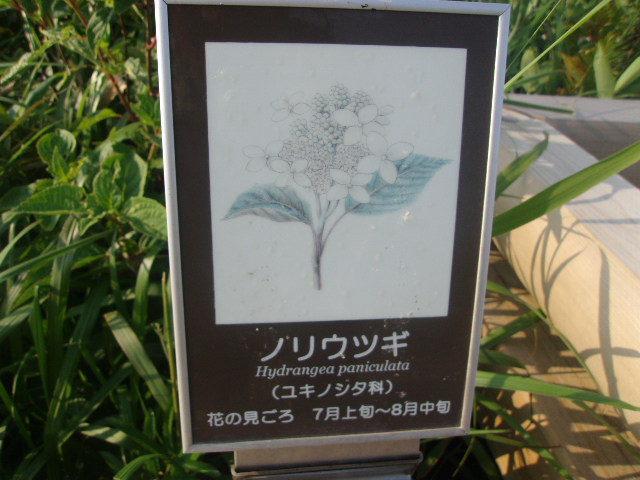 ノリウツギ
Hydrangea paniculata
(ユキノシタ科)
花の見ごろ 7月上旬~8月中旬